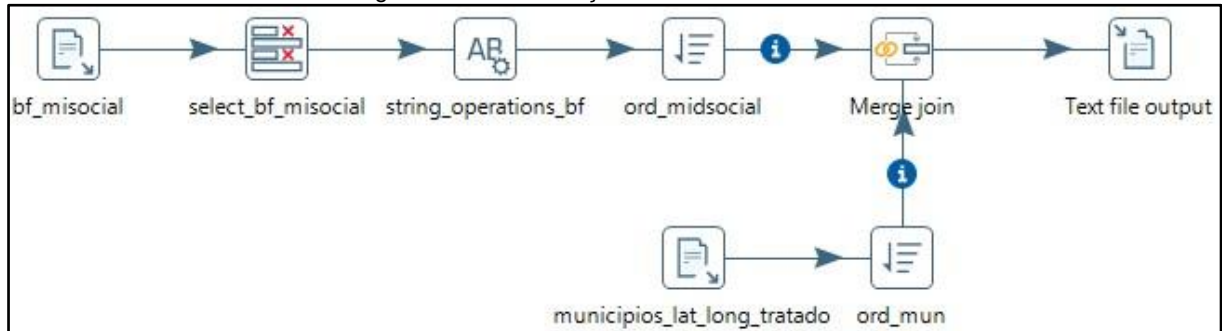 bf_misocial
select_bf_misocial
string_operations_bf
ord_midsocial
Merge join
Text file output
municipios_lat_long_tratado
ord_mun